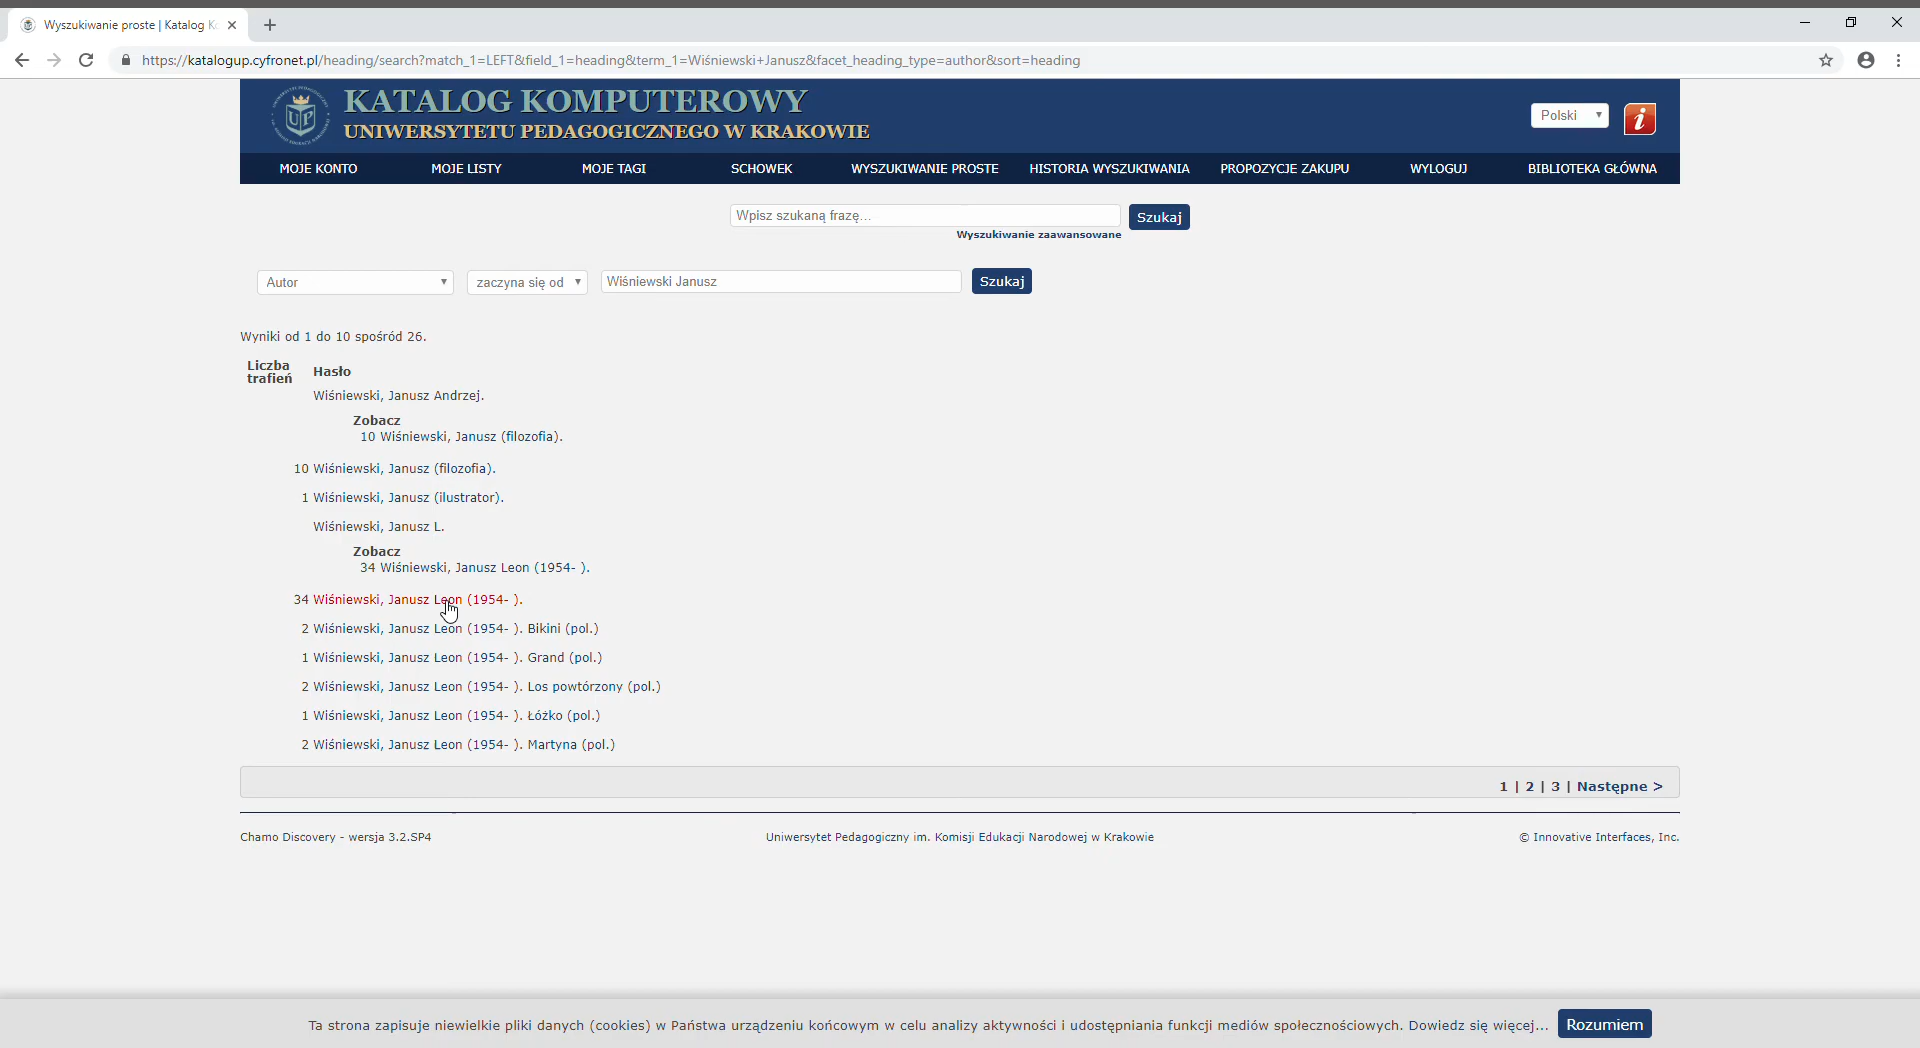 Wyszukiwanie proste | Katalog K
https://katalogup.cyfronet.pl/heading/search?match_1=LEFT&field_1=heading&term_1=Wiśniewski+Janusz&facet_heading_type=author&sort=heading
UP
KATALOG KOMPUTEROWY
UNIWERSYTETU PEDAGOGICZNEGO W KRAKOWIE
Polski
i
MOJE KONTO MOJE LISTY MOJE TAGI SCHOWEK WYSZUKIWANIE PROSTE HISTORIA WYSZUKIWANIA PROPOZYCJE ZAKUPU WYLOGUJ BIBLIOTEKA GŁÓWNA
Wpisz szukaną frazę... Szukaj
Wyszukiwanie zaawansowane
Autor zaczyna się od Wiśniewski Janusz Szukaj
Wyniki od 1 do 10 spośród 26.
Liczba trafień Hasło
Wiśniewski, Janusz Andrzej.
Zobacz
10 Wiśniewski, Janusz (filozofia).
10 Wiśniewski, Janusz (filozofia).
1 Wiśniewski, Janusz (ilustrator).
Wiśniewski, Janusz L.
Zobacz
34 Wiśniewski, Janusz Leon (1954- ).
34 Wiśniewski, Janusz Leon (1954- ).
2 Wiśniewski, Janusz Leon (1954- ). Bikini (pol.)
1 Wiśniewski, Janusz Leon (1954- ). Grand (pol.)
2 Wiśniewski, Janusz Leon (1954- ). Los powtórzony (pol.)
1 Wiśniewski, Janusz Leon (1954- ). Łóżko (pol.)
2 Wiśniewski, Janusz Leon (1954- ). Martyna (pol.)
1 | 2 | 3 | Następne >
Chamo Discovery - wersja 3.2.SP4 Uniwersytet Pedagogiczny im. Komisji Edukacji Narodowej w Krakowie © Innovative Interfaces, Inc.
Ta strona zapisuje niewielkie pliki danych (cookies) w Państwa urządzeniu końcowym w celu analizy aktywności i udostępniania funkcji mediów społecznościowych. Dowiedz się więcej... Rozumiem